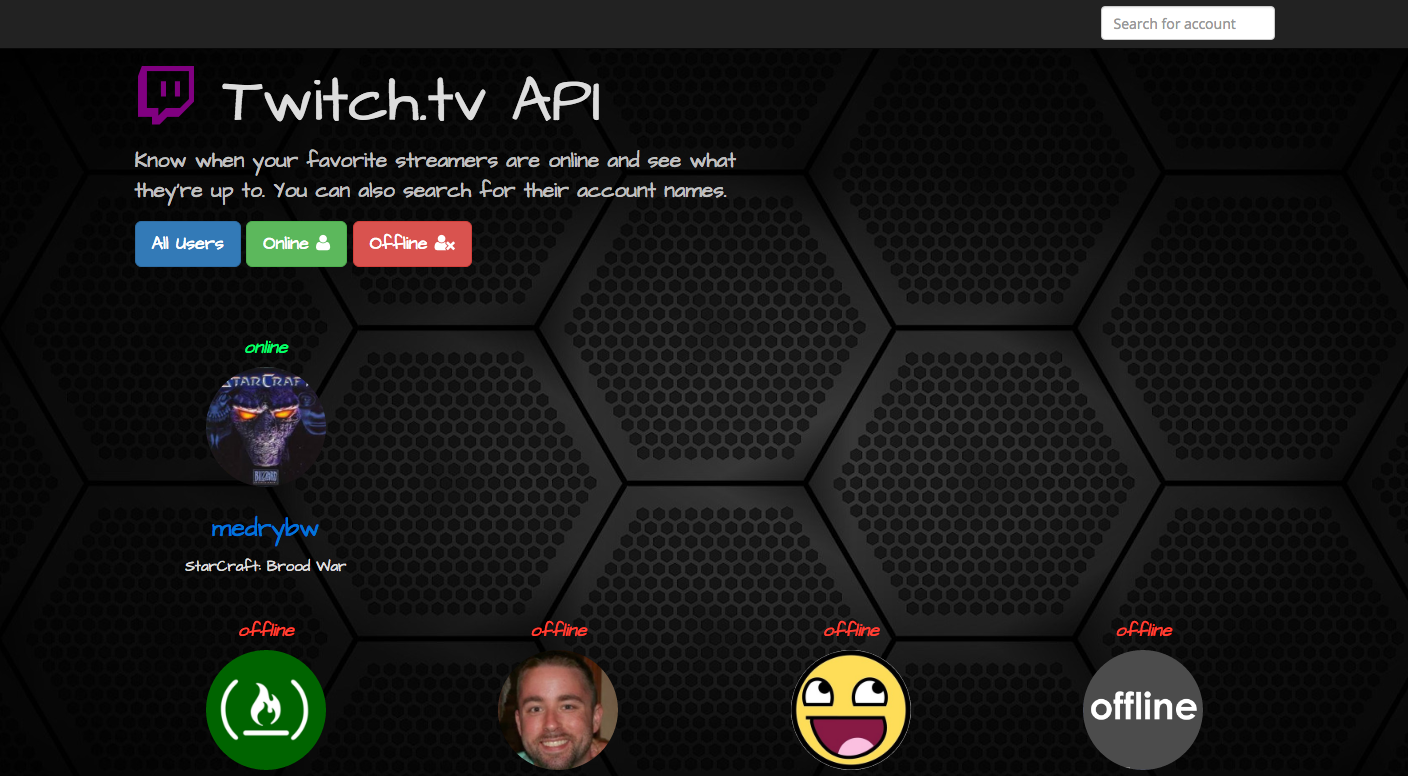 Search for account
Twitch.tv API
Know when your favorite streamers are online and see what
they're up to. You can also search for their account names.
All Users Online Offline
online
STARCRAFT
BLIZZARD
medrybw
StarCraft: Brood War
offline offline offline offline
offline